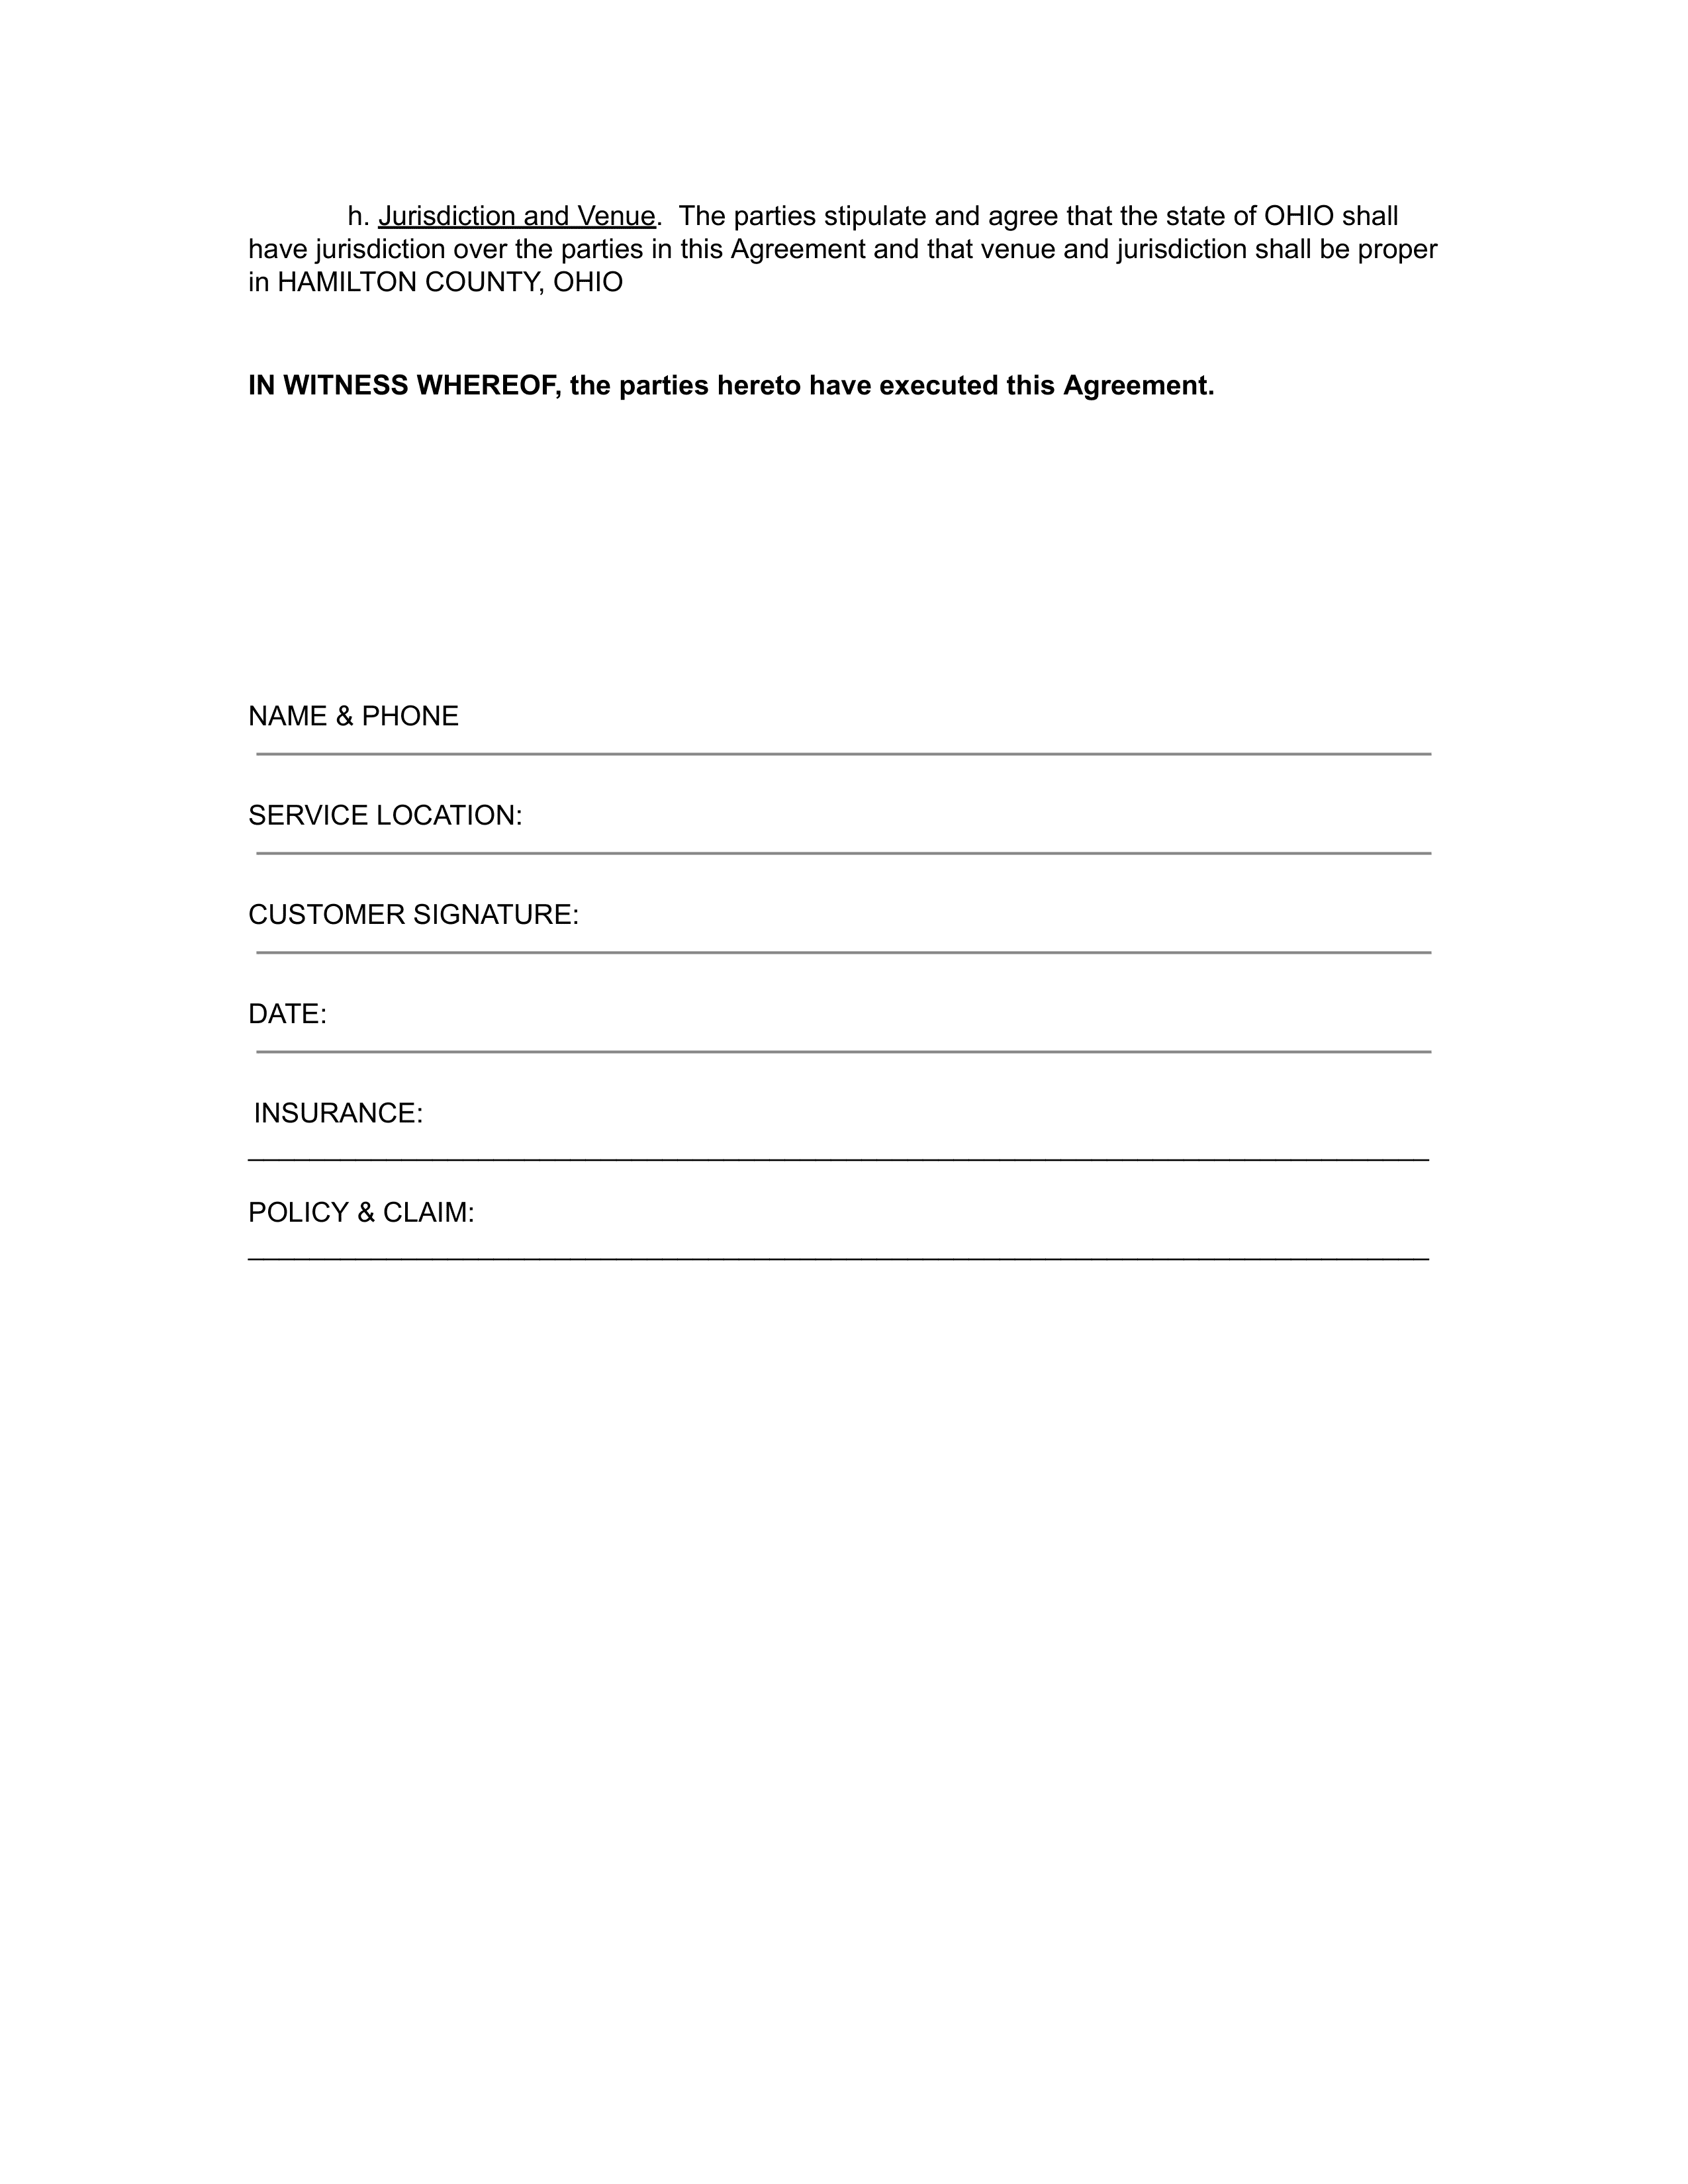 h. Jurisdiction and Venue.  The parties stipulate and agree that the state of OHIO shall
have jurisdiction over the parties in this Agreement and that venue and jurisdiction shall be proper
in HAMILTON COUNTY, OHIO
IN WITNESS WHEREOF, the parties hereto have executed this Agreement.
NAME & PHONE
SERVICE LOCATION:
CUSTOMER SIGNATURE:
DATE:
INSURANCE:
POLICY & CLAIM: